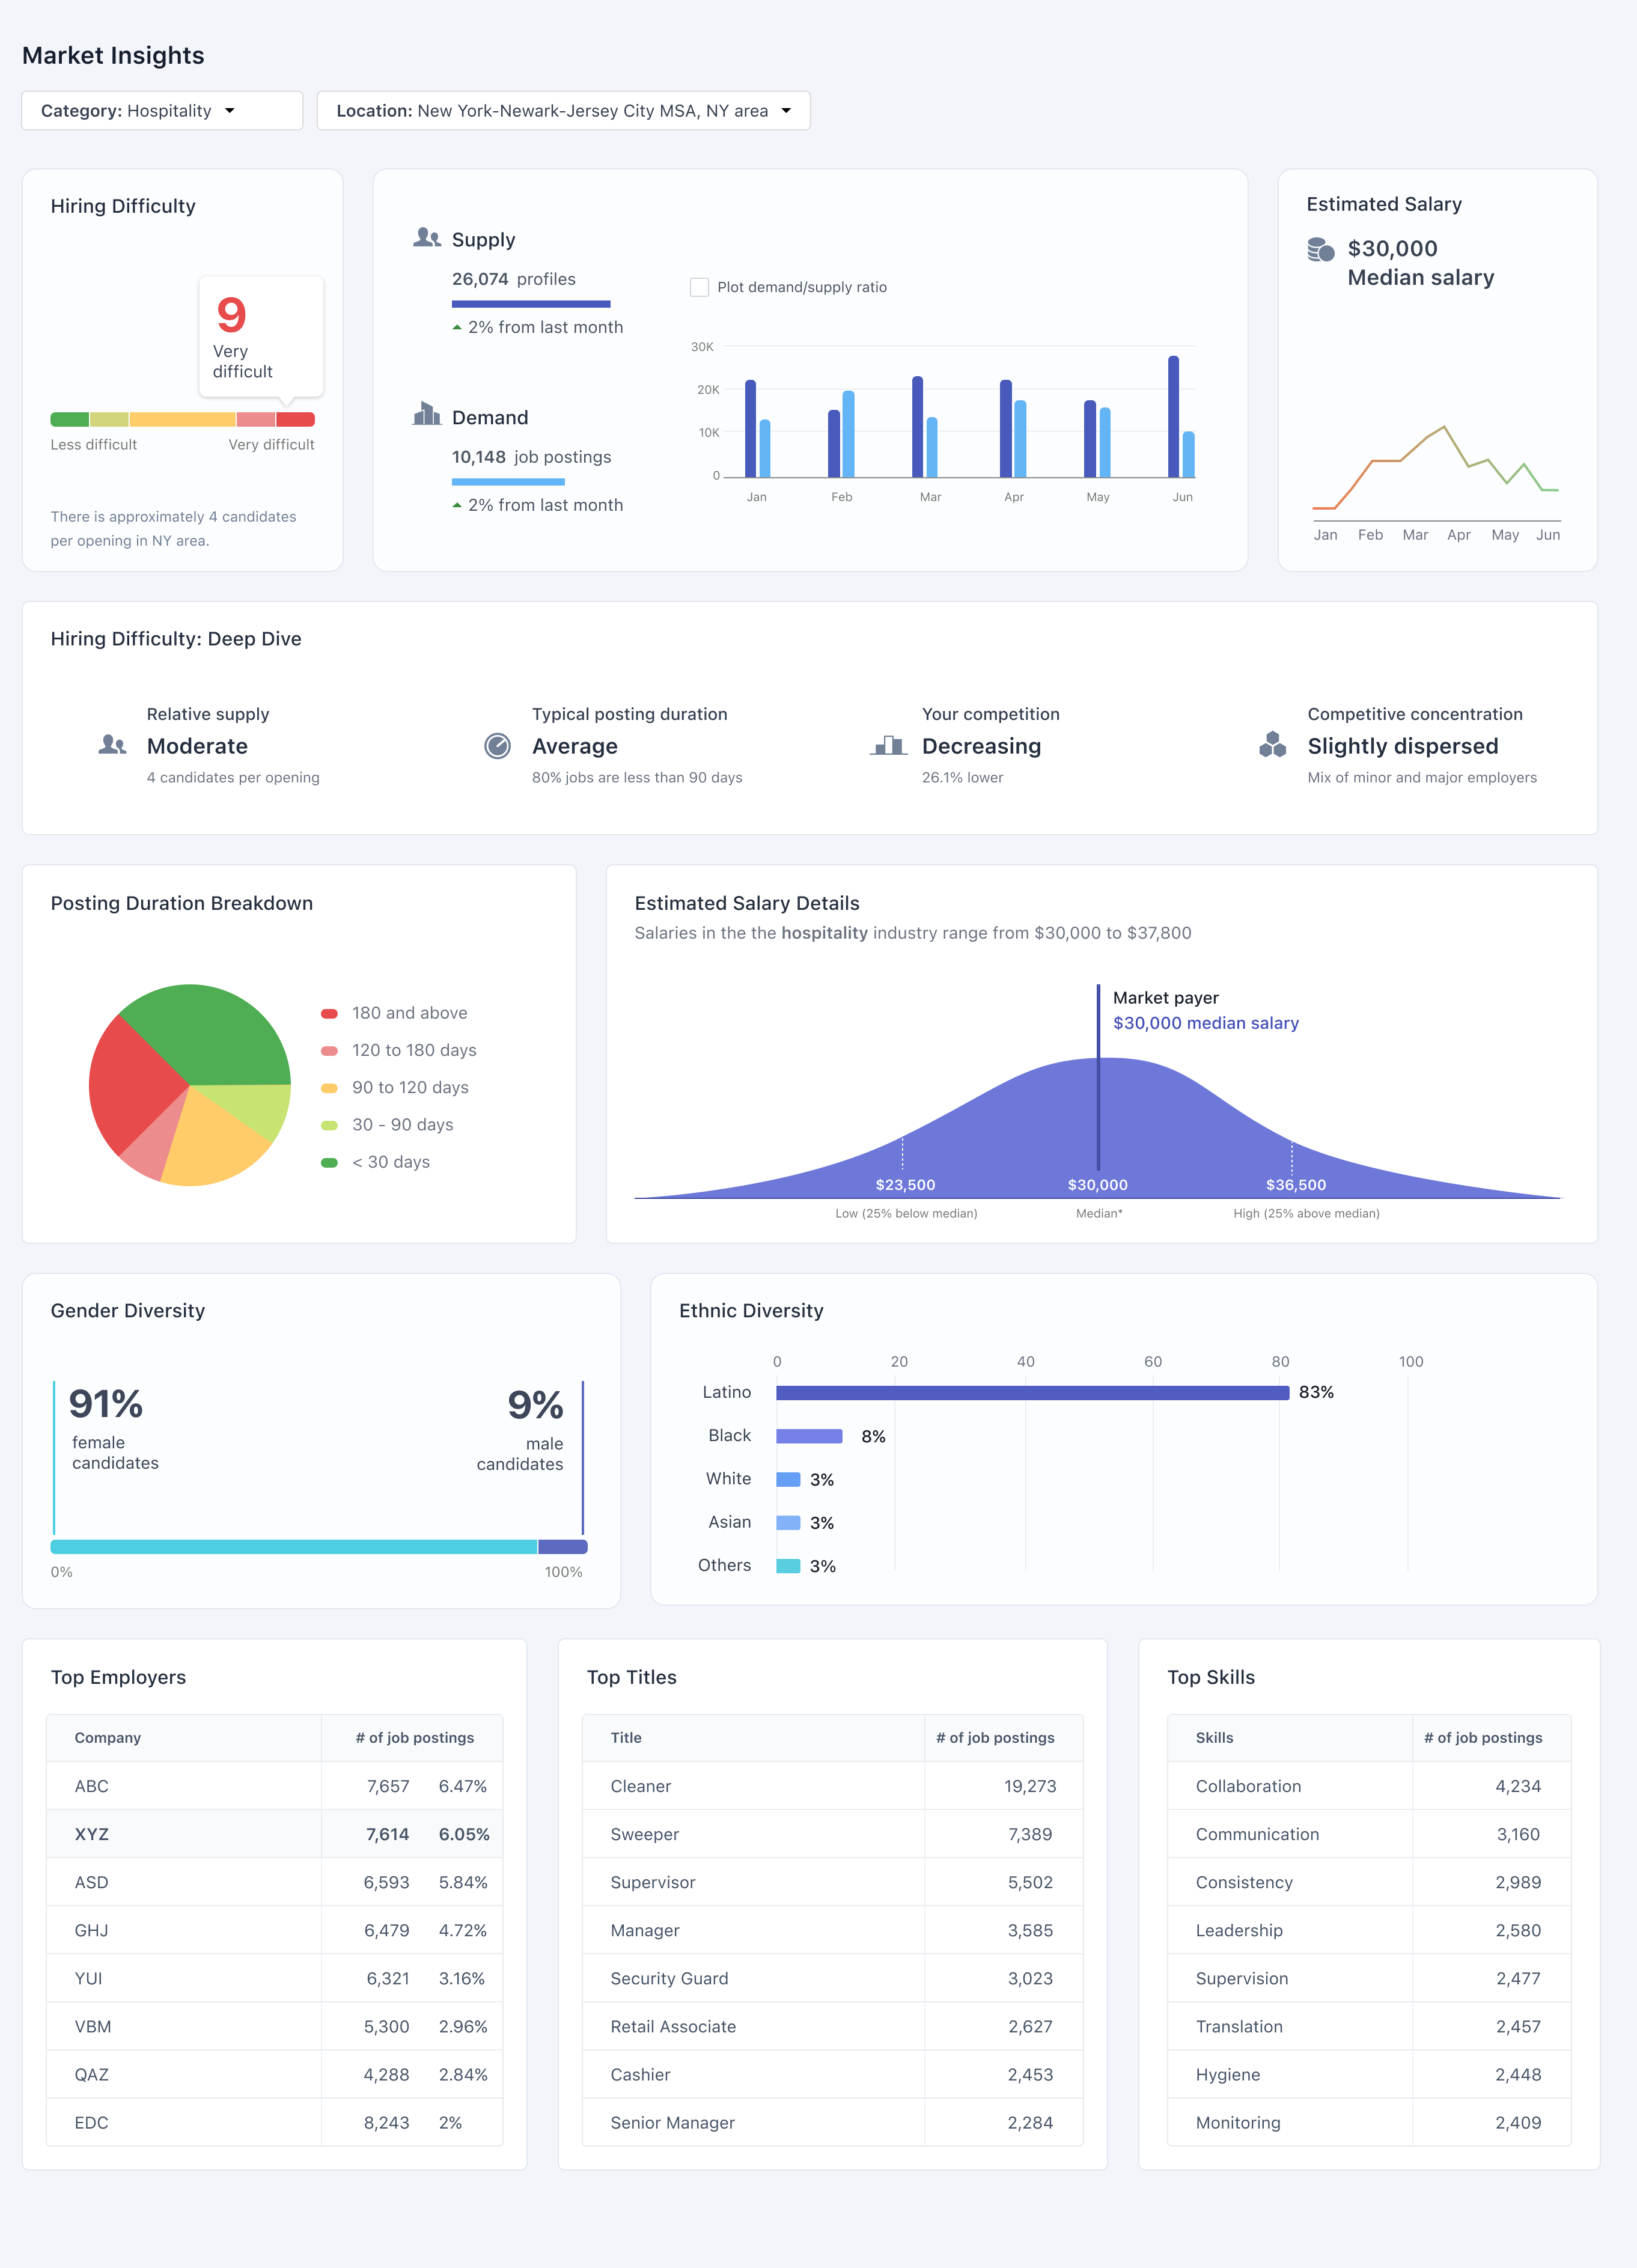 Market Insights
Category: Hospitality
Location: New York-Newark-Jersey City MSA, NY area
Hiring Difficulty
9
Very
difficult
Less difficult
Very difficult
There is approximately 4 candidates
per opening in NY area.
Supply
26,074 profiles
2% from last month
Demand
10,148 job postings
2% from last month
Plot demand/supply ratio
30K
20K
10K
0
Jan Feb Mar Apr May Jun
Estimated Salary
$30,000
Median salary
Jan Feb Mar Apr May Jun
Hiring Difficulty: Deep Dive
Relative supply
Moderate
4 candidates per opening
Typical posting duration
Average
80% jobs are less than 90 days
Your competition
Decreasing
26.1% lower
Competitive concentration
Slightly dispersed
Mix of minor and major employers
Posting Duration Breakdown
180 and above
120 to 180 days
90 to 120 days
30 - 90 days
< 30 days
Estimated Salary Details
Salaries in the the hospitality industry range from $30,000 to $37,800
Market payer
$30,000 median salary
$23,500 $30,000 $36,500
Low (25% below median) Median* High (25% above median)
Gender Diversity
91%
female
candidates
9%
male
candidates
0% 100%
Ethnic Diversity
0 20 40 60 80 100
Latino 83%
Black 8%
White 3%
Asian 3%
Others 3%
Top Employers
Company # of job postings
ABC 7,657 6.47%
XYZ 7,614 6.05%
ASD 6,593 5.84%
GHJ 6,479 4.72%
YUI 6,321 3.16%
VBM 5,300 2.96%
QAZ 4,288 2.84%
EDC 8,243 2%
Top Titles
Title # of job postings
Cleaner 19,273
Sweeper 7,389
Supervisor 5,502
Manager 3,585
Security Guard 3,023
Retail Associate 2,627
Cashier 2,453
Senior Manager 2,284
Top Skills
Skills # of job postings
Collaboration 4,234
Communication 3,160
Consistency 2,989
Leadership 2,580
Supervision 2,477
Translation 2,457
Hygiene 2,448
Monitoring 2,409